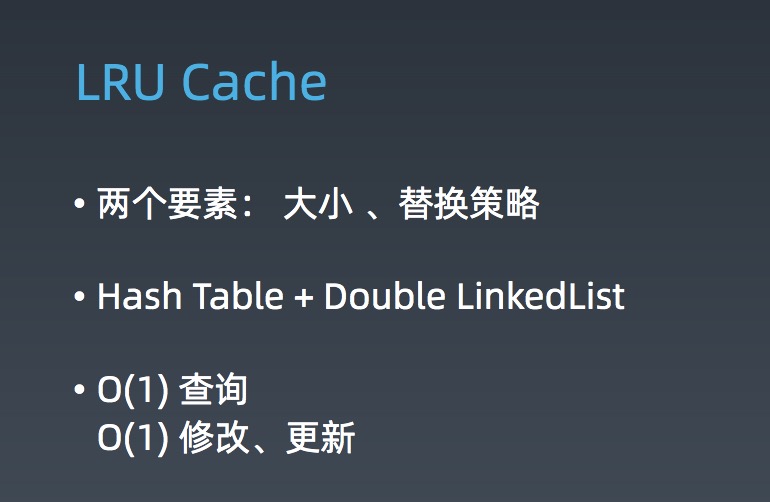 LRU Cache
• 两个要素： 大小 、替换策略
• Hash Table + Double LinkedList
• O(1) 查询
O(1) 修改、更新